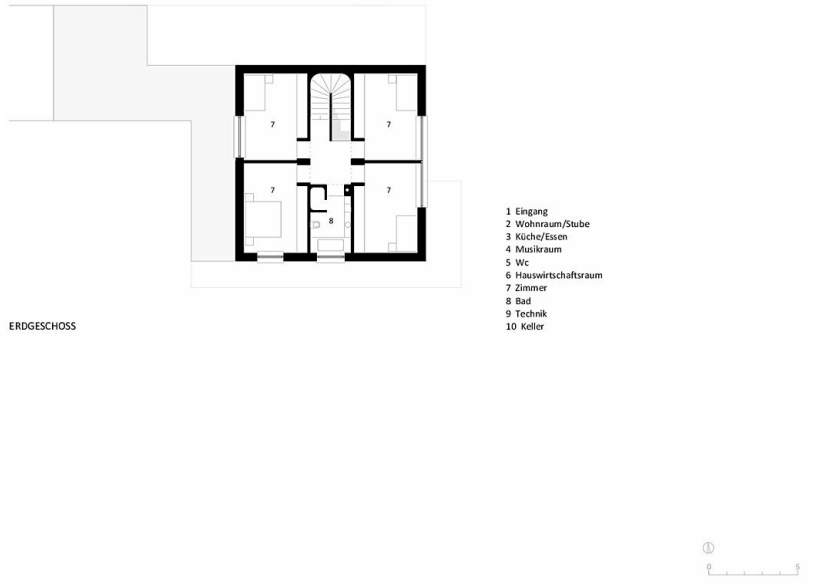 7
7
7
7
8
1 Eingang
2 Wohnraum/Stube
3 Küche/Essen
4 Musikraum
5 Wc
6 Hauswirtschaftsraum
7 Zimmer
8 Bad
9 Technik
10 Keller
ERDGESCHOSS
0 5